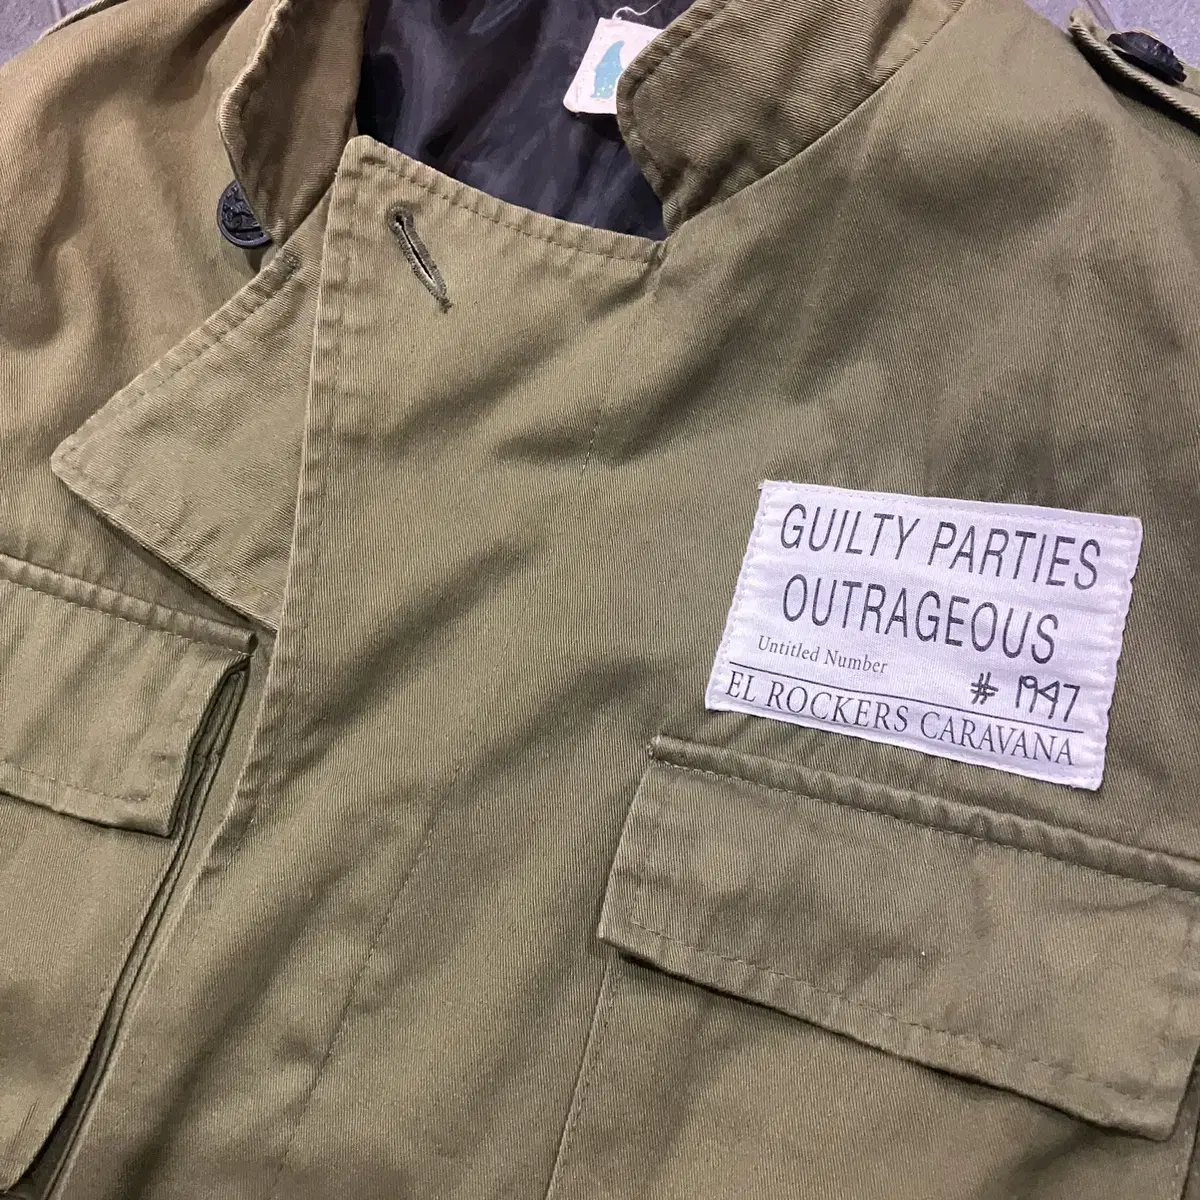 GUILTY PARTIES
OUTRAGEOUS
Untitled Number
# 1947
EL ROCKERS CARAVANA